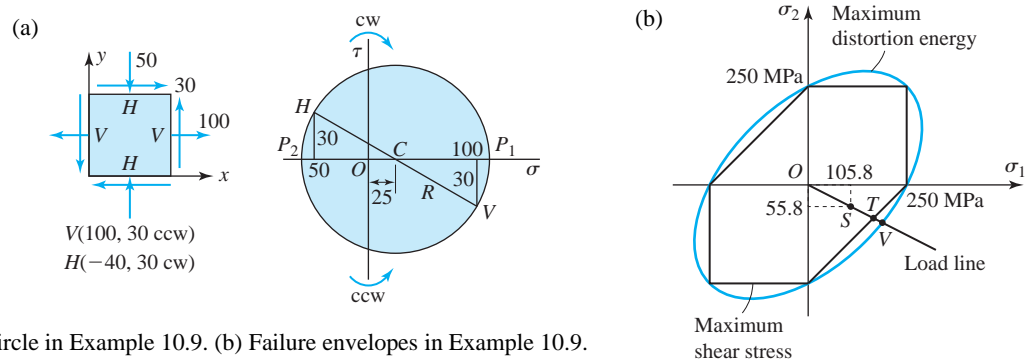 (a)
y
50
30
H
V
V
100
H
x
V(100, 30 ccw)
H(−40, 30 cw)
cw
τ
H
30
P2
50
O
C
100
P1
σ
25
R
30
V
ccw
(b)
σ2
Maximum
distortion energy
250 MPa
O
105.8
σ1
55.8
S
T
V
250 MPa
Load line
Maximum
shear stress
ircle in Example 10.9. (b) Failure envelopes in Example 10.9.